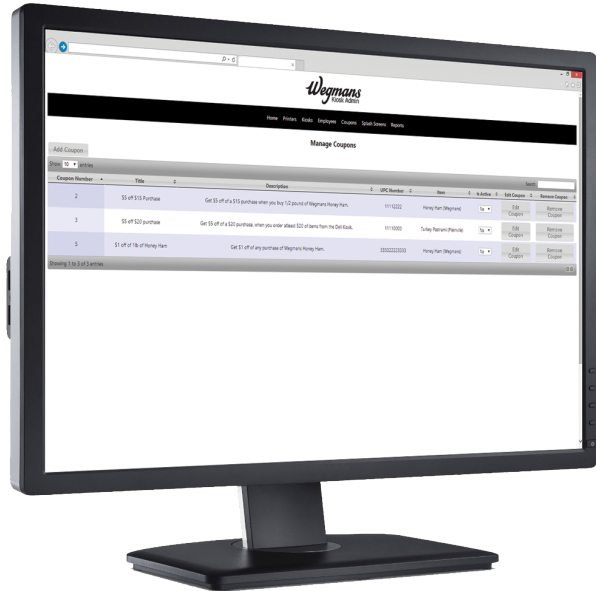 Wegmans
Kiosk Admin
Home Printers Kiosks Employees Coupons Splash Screens Reports
Manage Coupons
Add Coupon
Show 10 entries
Search:
Coupon Number Title Description UPC Number Item Is Active Edit Coupon Remove Coupon
2 $5 off $15 Purchase Get $5 off of a $15 purchase when you buy 1/2 pound of Wegmans Honey Ham. Honey Ham (Wegmans) No Edit Coupon Remove Coupon
3 $5 off $20 purchase Get $5 off of a $20 purchase, when you order atleast $20 of items from the Deli Kiosk. Turkey Pastrami (Plainville) No Edit Coupon Remove Coupon
5 $1 off of 1lb of Honey Ham Get $1 off of any purchase of Wegmans Honey Ham. Honey Ham (Wegmans) No Edit Coupon Remove Coupon
Showing 1 to 3 of 3 entries